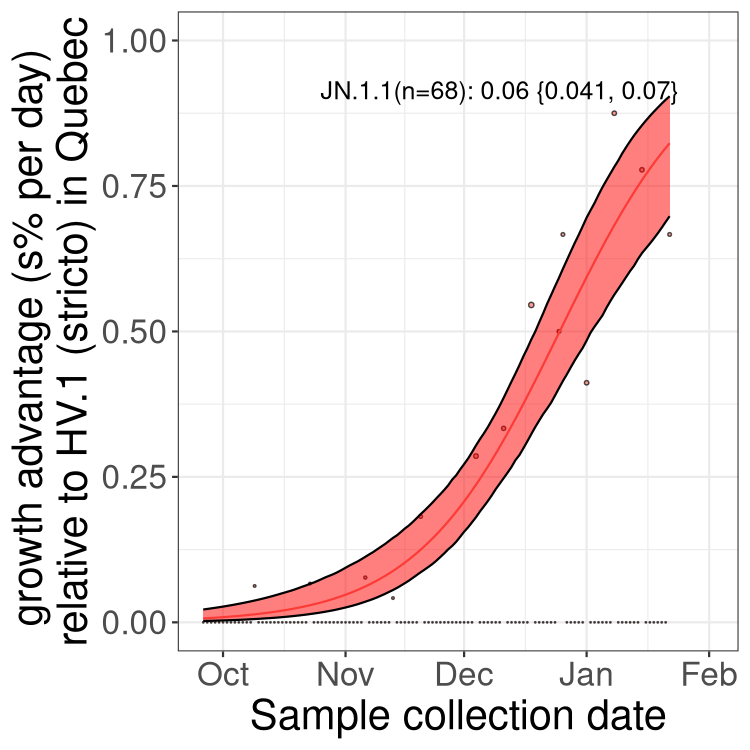 growth advantage (s% per day)
relative to HV.1 (stricto) in Quebec
1.00
0.75
0.50
0.25
0.00
JN.1.1(n=68): 0.06 {0.041, 0.07}
Oct Nov Dec Jan Feb
Sample collection date